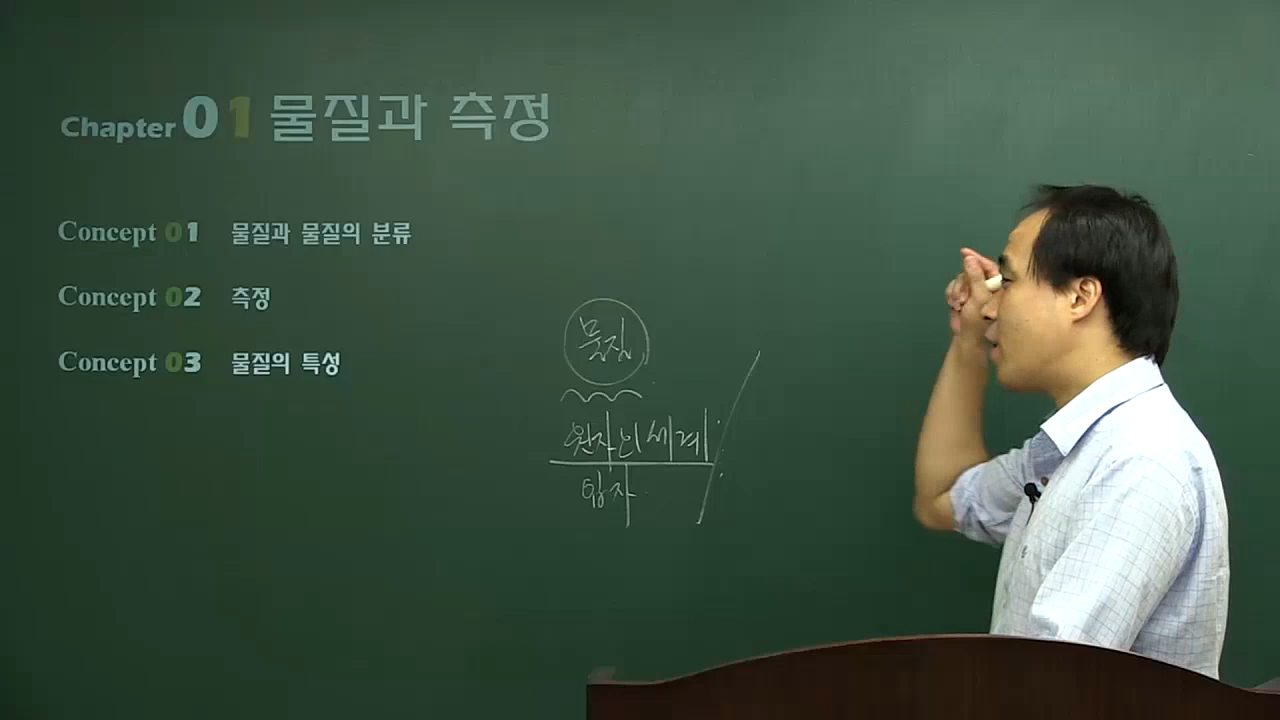 Chapter 01 물질과 측정
Concept 01 물질과 물질의 분류
Concept 02 측정
Concept 03 물질의 특성
물질
원자의 세계
입자